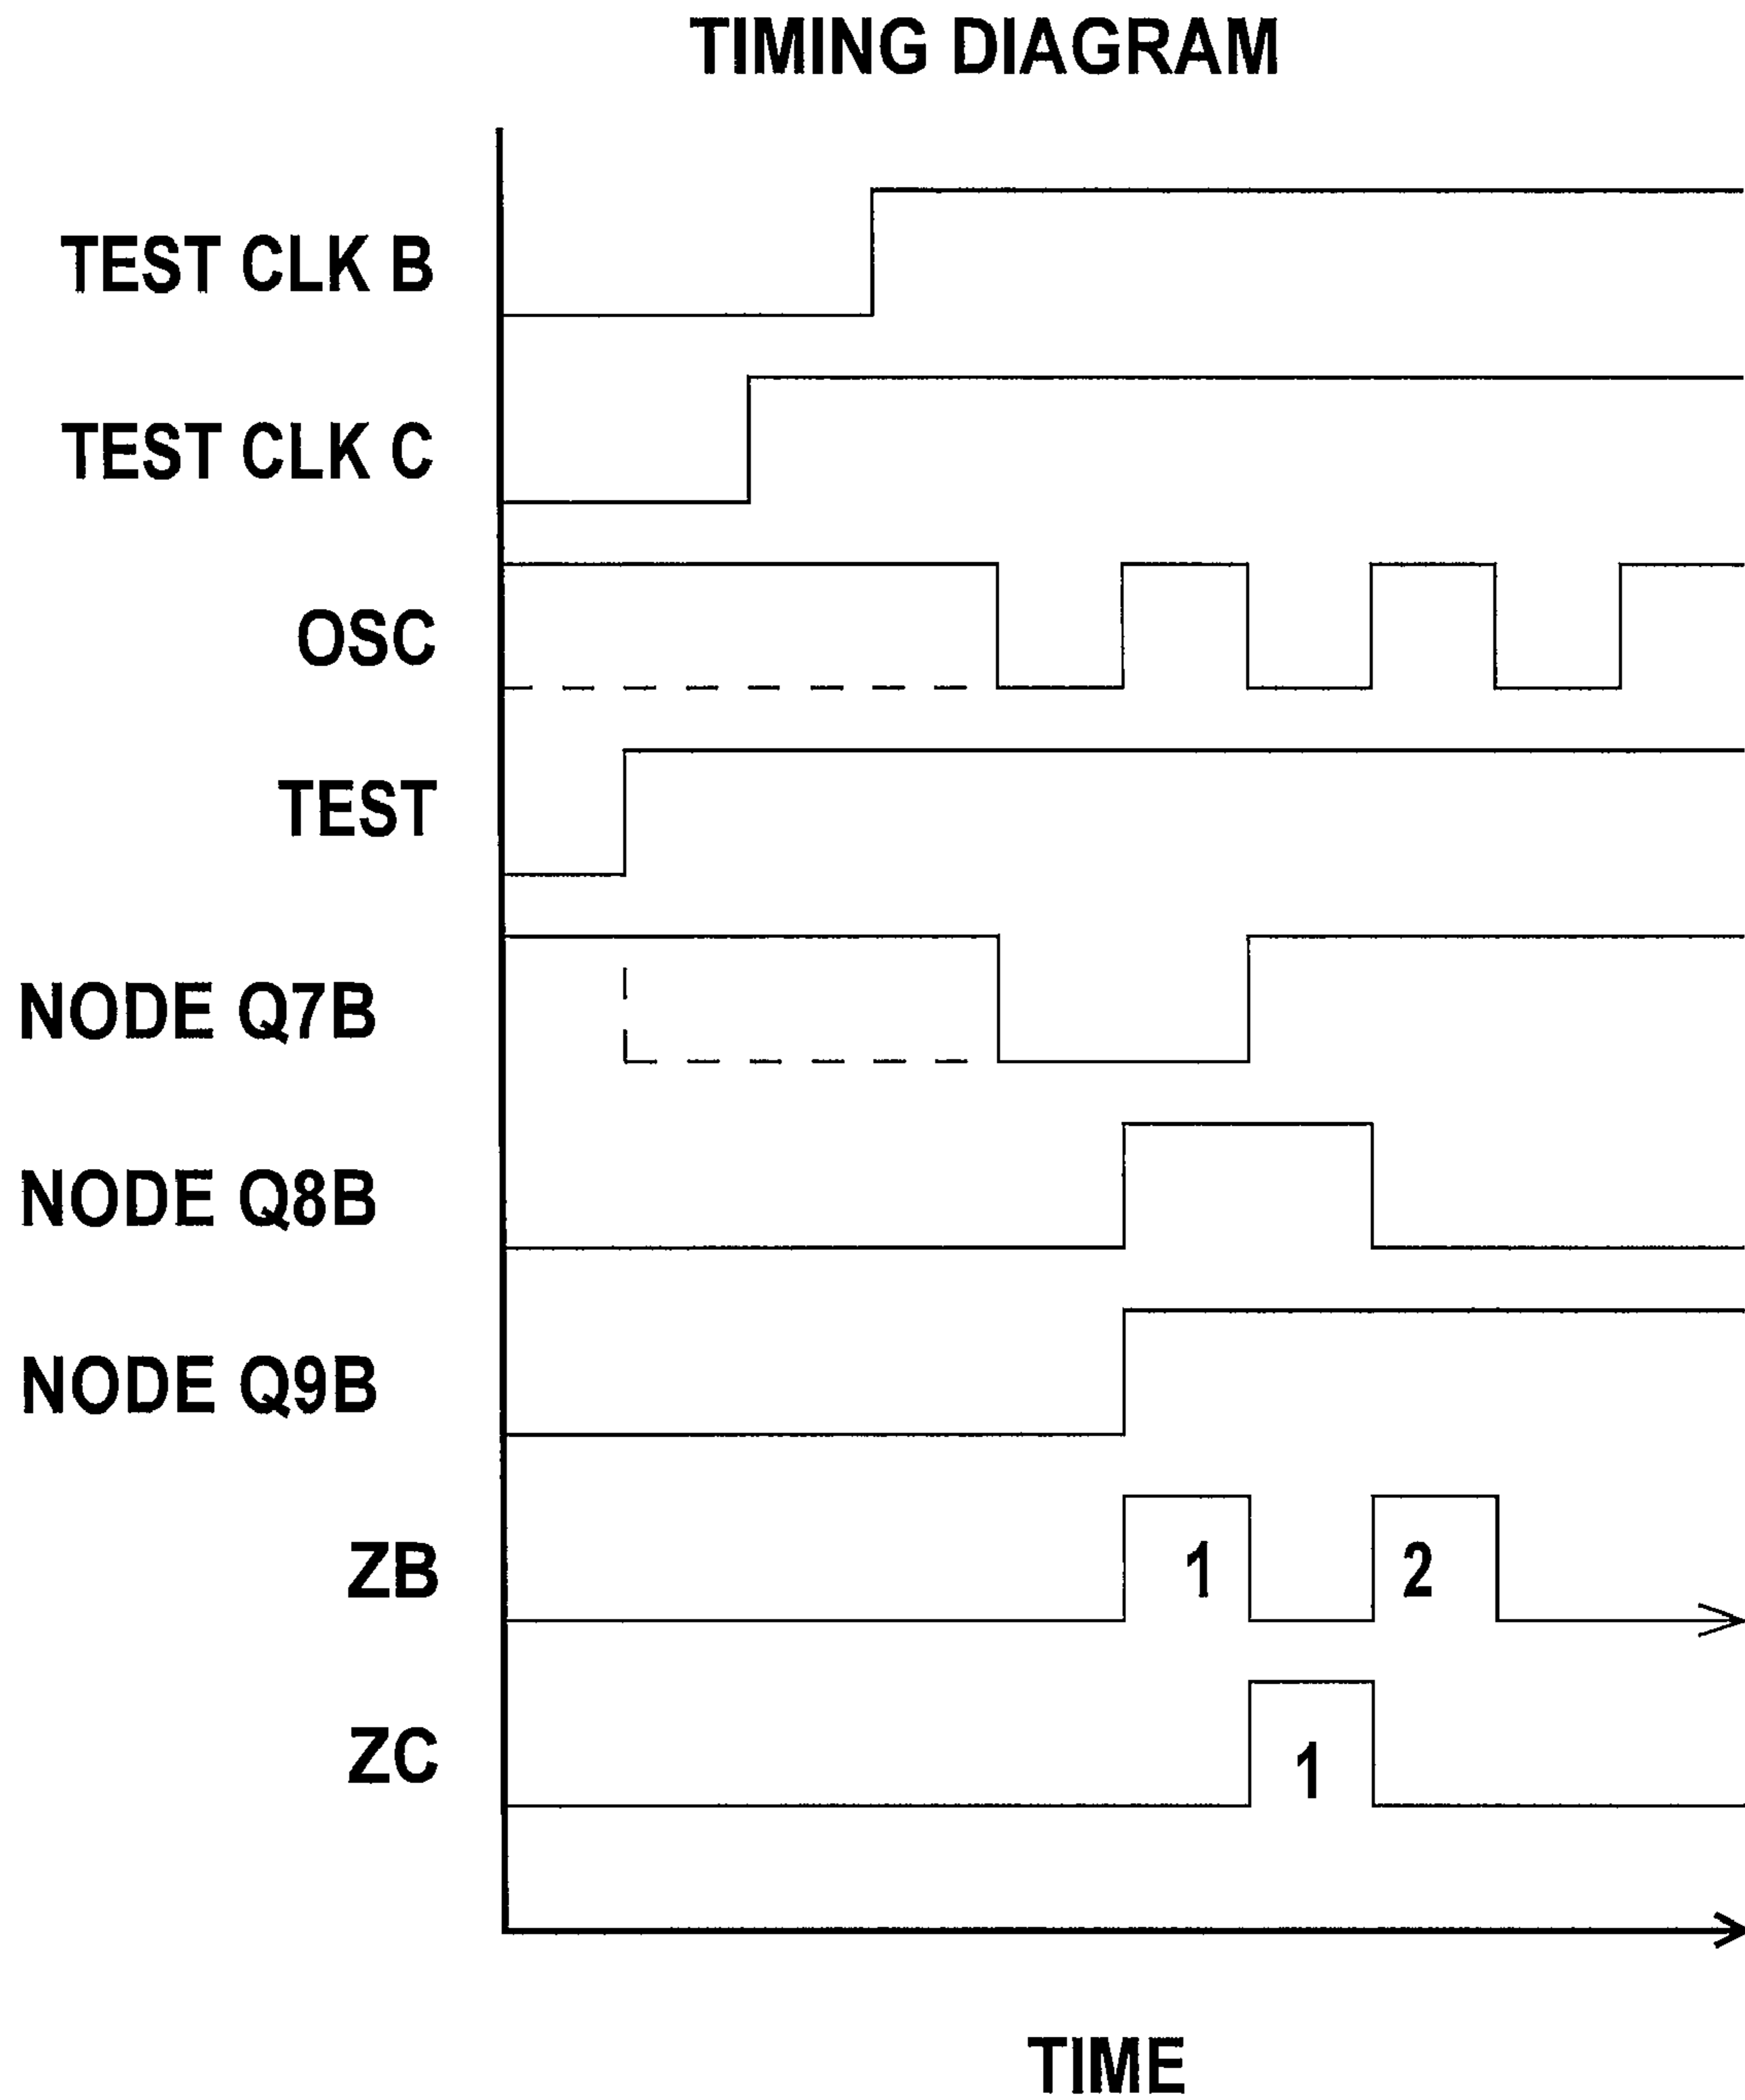 TIMING DIAGRAM
TEST CLK B
TEST CLK C
OSC
TEST
NODE Q7B
NODE Q8B
NODE Q9B
ZB 1 2
ZC 1
TIME